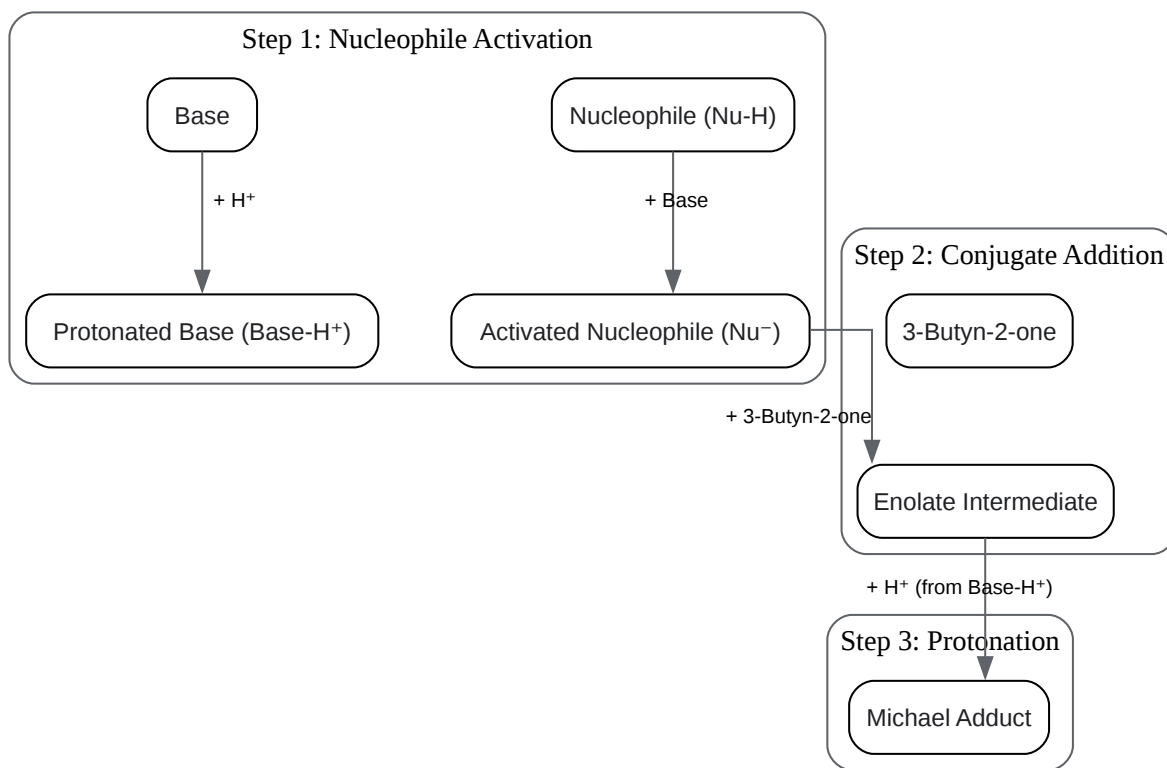 Step 1: Nucleophile Activation
Base
Nucleophile (Nu-H)
+ H⁺
+ Base
Protonated Base (Base-H⁺)
Activated Nucleophile (Nu⁻)
Step 2: Conjugate Addition
3-Butyn-2-one
+ 3-Butyn-2-one
Enolate Intermediate
+ H⁺ (from Base-H⁺)
Step 3: Protonation
Michael Adduct